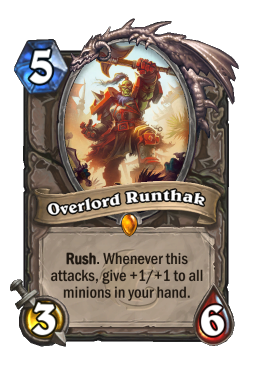 5
Overlord Runthak
Rush. Whenever this
attacks, give +1/+1 to all
minions in your hand.
3
6